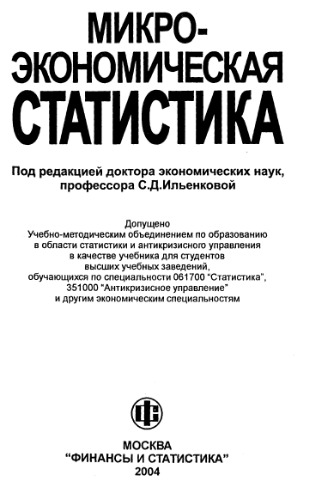 МИКРО-
ЭКОНОМИЧЕСКАЯ
СТАТИСТИКА
Под редакцией доктора экономических наук,
профессора С.Д.Ильенковой
Допущено
Учебно-методическим объединением по образованию
в области статистики и антикризисного управления
в качестве учебника для студентов
высших учебных заведений,
обучающихся по специальности 061700 "Статистика",
351000 "Антикризисное управление"
и другим экономическим специальностям
МОСКВА
"ФИНАНСЫ И СТАТИСТИКА"
2004